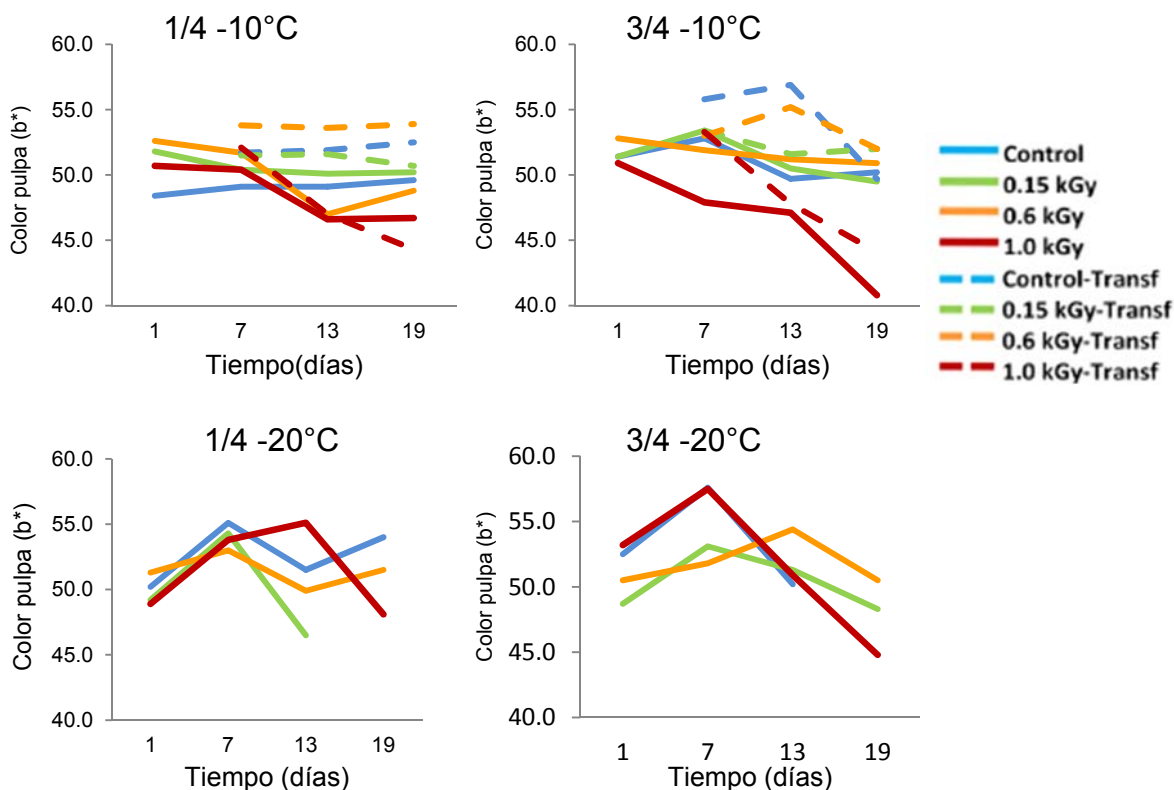 1/4 -10°C
60.0
55.0
50.0
45.0
40.0
Color pulpa (b*)
1 7 13 19
Tiempo(días)
3/4 -10°C
60.0
55.0
50.0
45.0
40.0
Color pulpa (b*)
1 7 13 19
Tiempo (días)
Control
0.15 kGy
0.6 kGy
1.0 kGy
Control-Transf
0.15 kGy-Transf
0.6 kGy-Transf
1.0 kGy-Transf
1/4 -20°C
60.0
55.0
50.0
45.0
40.0
Color pulpa (b*)
1 7 13 19
Tiempo (días)
3/4 -20°C
60.0
55.0
50.0
45.0
40.0
Color pulpa (b*)
1 7 13 19
Tiempo (días)